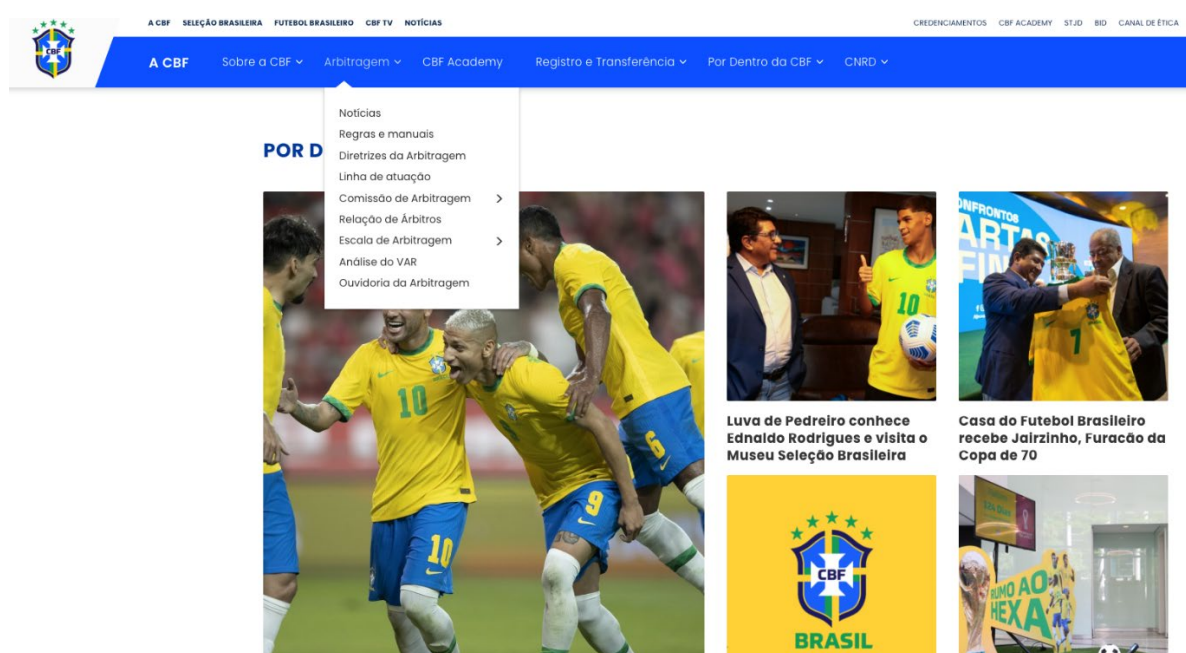 A CBF SELEÇÃO BRASILEIRA FUTEBOL BRASILEIRO CBF TV NOTÍCIAS
CREDENCIAMENTOS CBF ACADEMY STJD BID CANAL DE ÉTICA
CBF
A CBF Sobre a CBF Arbitragem CBF Academy Registro e Transferência Por Dentro da CBF CNRD
Notícias
Regras e manuais
Diretrizes da Arbitragem
Linha de atuação
Comissão de Arbitragem
Relação de Árbitros
Escala de Arbitragem
Análise do VAR
Ouvidoria da Arbitragem
POR D
10
10
9
6
10
CONFRONTOS
CARTAS
FIN
7
Luva de Pedreiro conhece
Ednaldo Rodrigues e visita o
Museu Seleção Brasileira
Casa do Futebol Brasileiro
recebe Jairzinho, Furacão da
Copa de 70
CBF
BRASIL
RUMO AO
HEXA